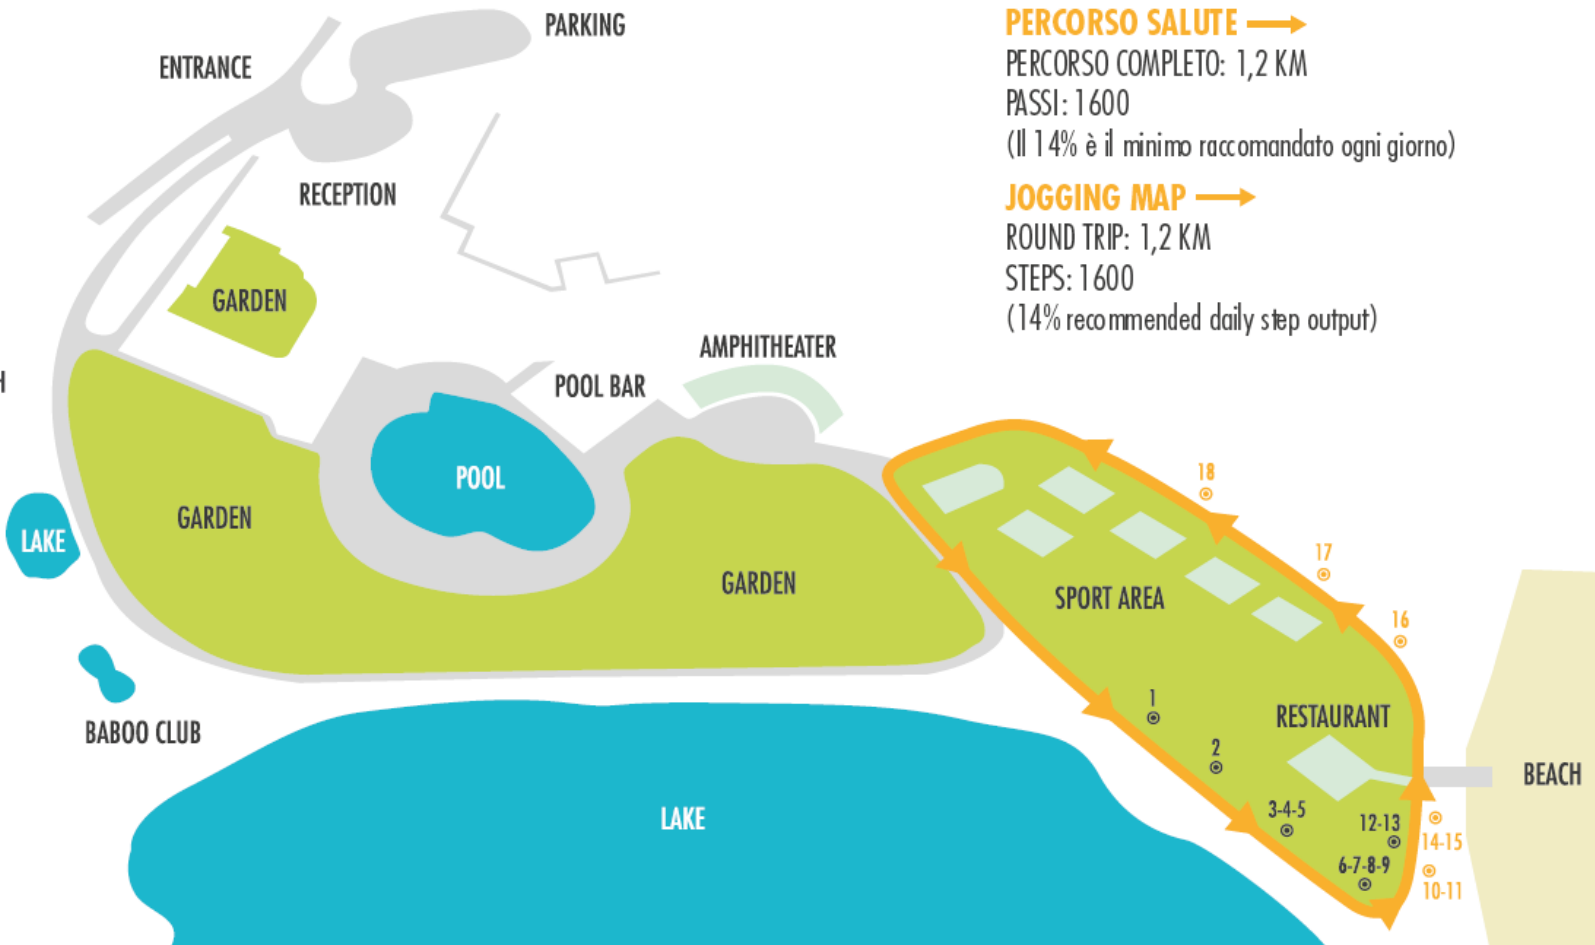 PARKING
ENTRANCE
PERCORSO SALUTE
PERCORSO COMPLETO: 1,2 KM
PASSI: 1600
(Il 14% è il minimo raccomandato ogni giorno)
JOGGING MAP
ROUND TRIP: 1,2 KM
STEPS: 1600
(14% recommended daily step output)
RECEPTION
GARDEN
AMPHITHEATER
POOL BAR
H
POOL
GARDEN
LAKE
GARDEN
SPORT AREA
18
17
16
1
2
RESTAURANT
BEACH
3-4-5
12-13
14-15
6-7-8-9
10-11
BABOO CLUB
LAKE